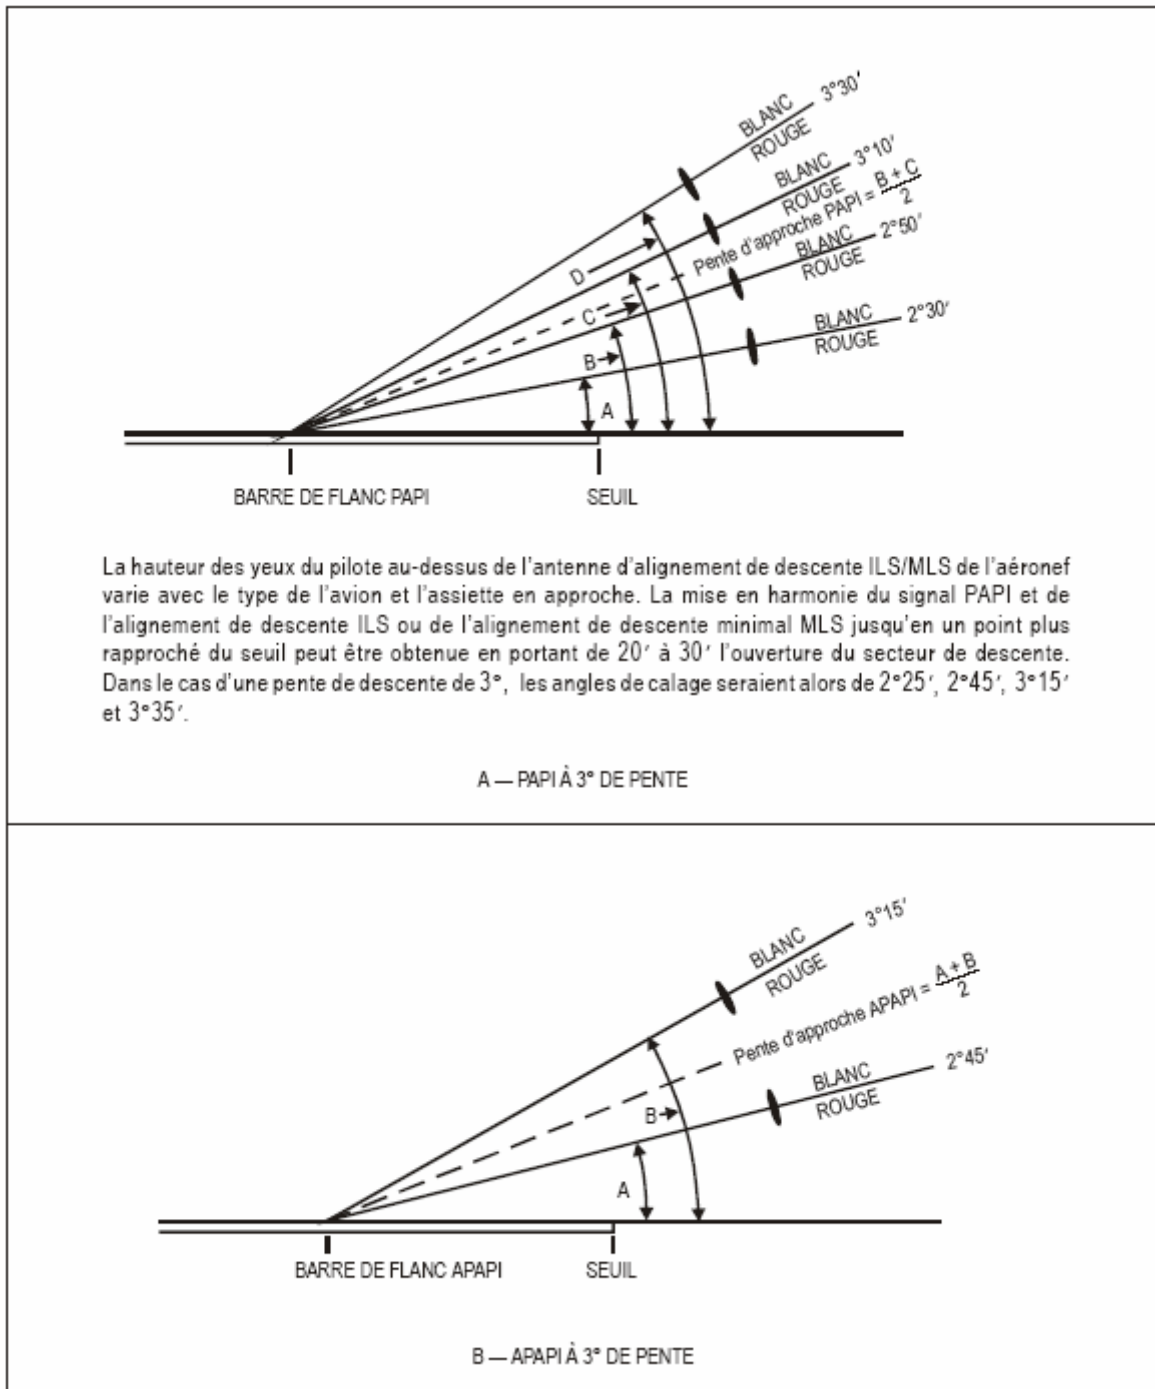 BLANC 3°30′
ROUGE
BLANC 3°10′
ROUGE
Pente d'approche PAPI = B + C
2
BLANC 2°50′
ROUGE
BLANC 2°30′
ROUGE
D
C
B
A
BARRE DE FLANC PAPI
SEUIL
La hauteur des yeux du pilote au-dessus de l'antenne d'alignement de descente ILS/MLS de l'aéronef
varie avec le type de l'avion et l'assiette en approche. La mise en harmonie du signal PAPI et de
l'alignement de descente ILS ou de l'alignement de descente minimal MLS jusqu'en un point plus
rapproché du seuil peut être obtenue en portant de 20′ à 30′ l'ouverture du secteur de descente.
Dans le cas d'une pente de descente de 3°, les angles de calage seraient alors de 2°25′, 2°45′, 3°15′
et 3°35′.
A — PAPI À 3° DE PENTE
BLANC 3°15′
ROUGE
Pente d'approche APAPI = A + B
2
BLANC 2°45′
ROUGE
B
A
BARRE DE FLANC APAPI
SEUIL
B — APAPI À 3° DE PENTE